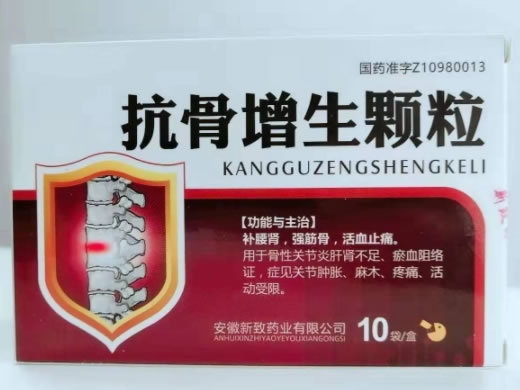 国药准字Z10980013
抗骨增生颗粒
KANGGUZENGSHENGKELI
【功能与主治】
补腰肾，强筋骨，活血止痛。
用于骨性关节炎肝肾不足、瘀血阻络
证，症见关节肿胀、麻木、疼痛、活
动受限。
安徽新致药业有限公司
ANHUIXINZHIYAOYEYOUXIANGONGSI
10袋/盒